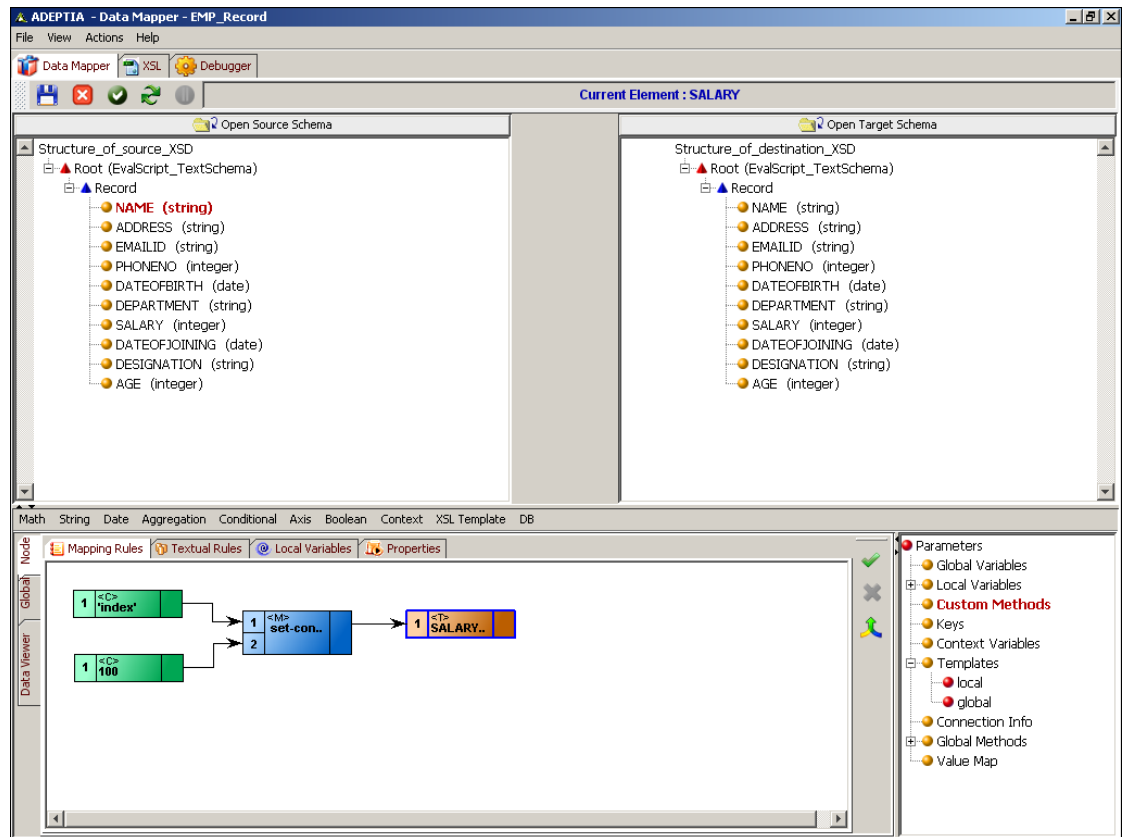 ADEPTIA - Data Mapper - EMP_Record
File View Actions Help
Data Mapper XSL Debugger
Current Element : SALARY
Open Source Schema
Open Target Schema
Structure_of_source_XSD
Root (EvalScript_TextSchema)
Record
NAME (string)
ADDRESS (string)
EMAILID (string)
PHONENO (integer)
DATEOFBIRTH (date)
DEPARTMENT (string)
SALARY (integer)
DATEOFJOINING (date)
DESIGNATION (string)
AGE (integer)
Structure_of_destination_XSD
Root (EvalScript_TextSchema)
Record
NAME (string)
ADDRESS (string)
EMAILID (string)
PHONENO (integer)
DATEOFBIRTH (date)
DEPARTMENT (string)
SALARY (integer)
DATEOFJOINING (date)
DESIGNATION (string)
AGE (integer)
Math String Date Aggregation Conditional Axis Boolean Context XSL Template DB
Node
Global
Data Viewer
Mapping Rules Textual Rules Local Variables Properties
1 <C> 'index'
1 <C> 100
<M>
1 set-con..
2
1 <T> SALARY..
Parameters
Global Variables
Local Variables
Custom Methods
Keys
Context Variables
Templates
local
global
Connection Info
Global Methods
Value Map